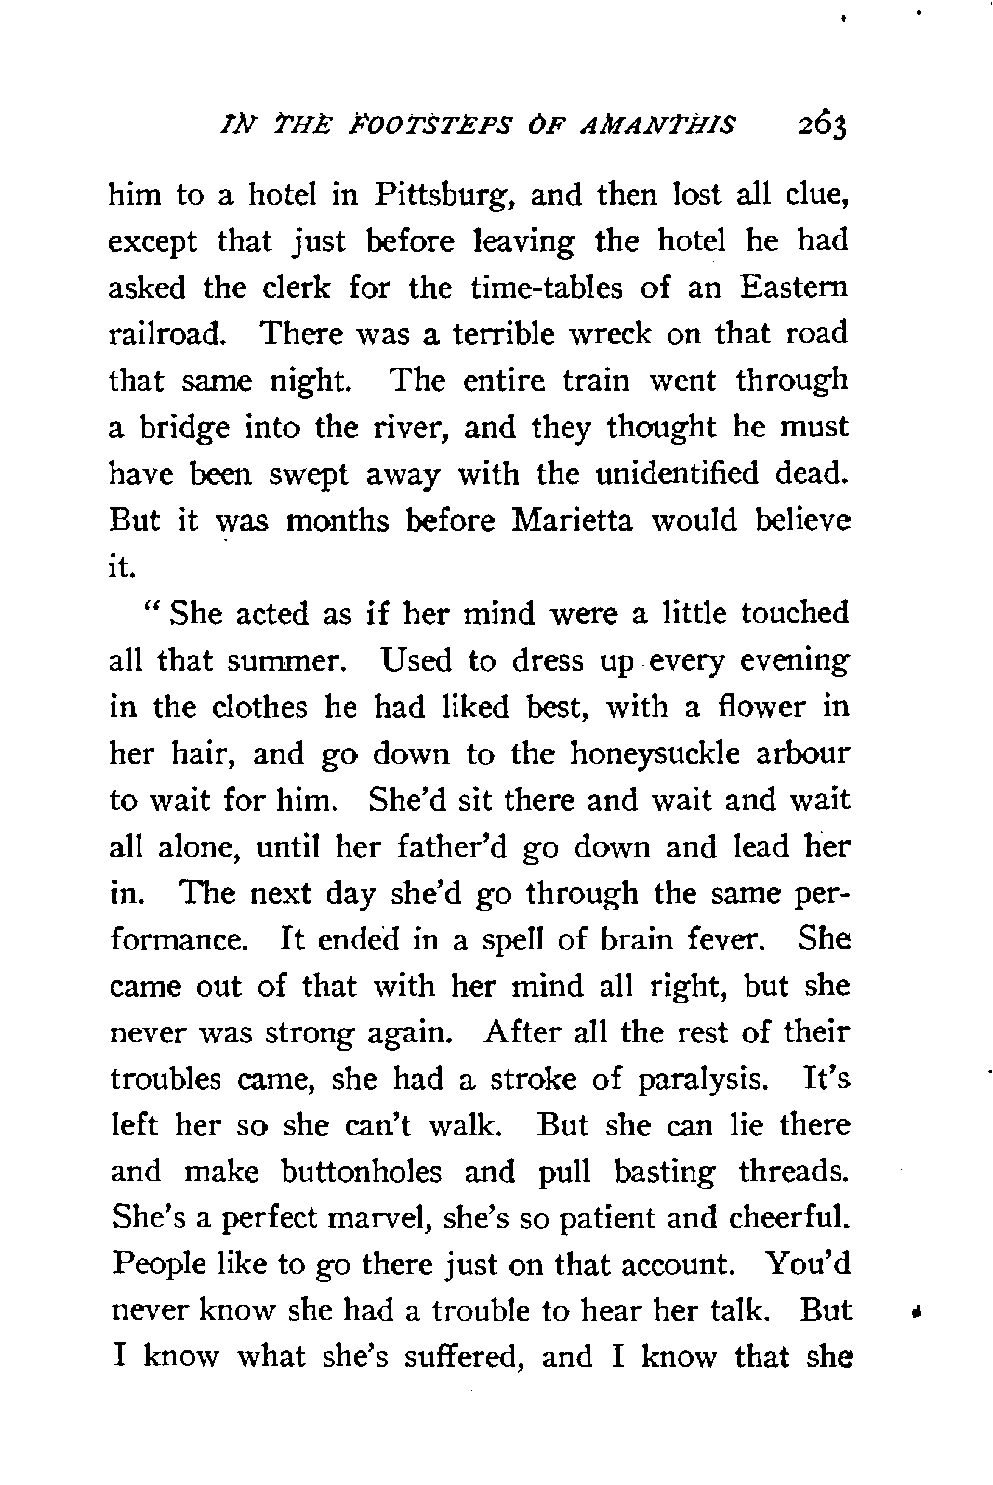 IN THE FOOTSTEPS OF AMANTHIS 263
him to a hotel in Pittsburg, and then lost all clue,
except that just before leaving the hotel he had
asked the clerk for the time-tables of an Eastern
railroad. There was a terrible wreck on that road
that same night. The entire train went through
a bridge into the river, and they thought he must
have been swept away with the unidentified dead.
But it was months before Marietta would believe
it.
“ She acted as if her mind were a little touched
all that summer. Used to dress up every evening
in the clothes he had liked best, with a flower in
her hair, and go down to the honeysuckle arbour
to wait for him. She’d sit there and wait and wait
all alone, until her father’d go down and lead her
in. The next day she’d go through the same per-
formance. It ended in a spell of brain fever. She
came out of that with her mind all right, but she
never was strong again. After all the rest of their
troubles came, she had a stroke of paralysis. It’s
left her so she can’t walk. But she can lie there
and make buttonholes and pull basting threads.
She’s a perfect marvel, she’s so patient and cheerful.
People like to go there just on that account. You’d
never know she had a trouble to hear her talk. But
I know what she’s suffered, and I know that she